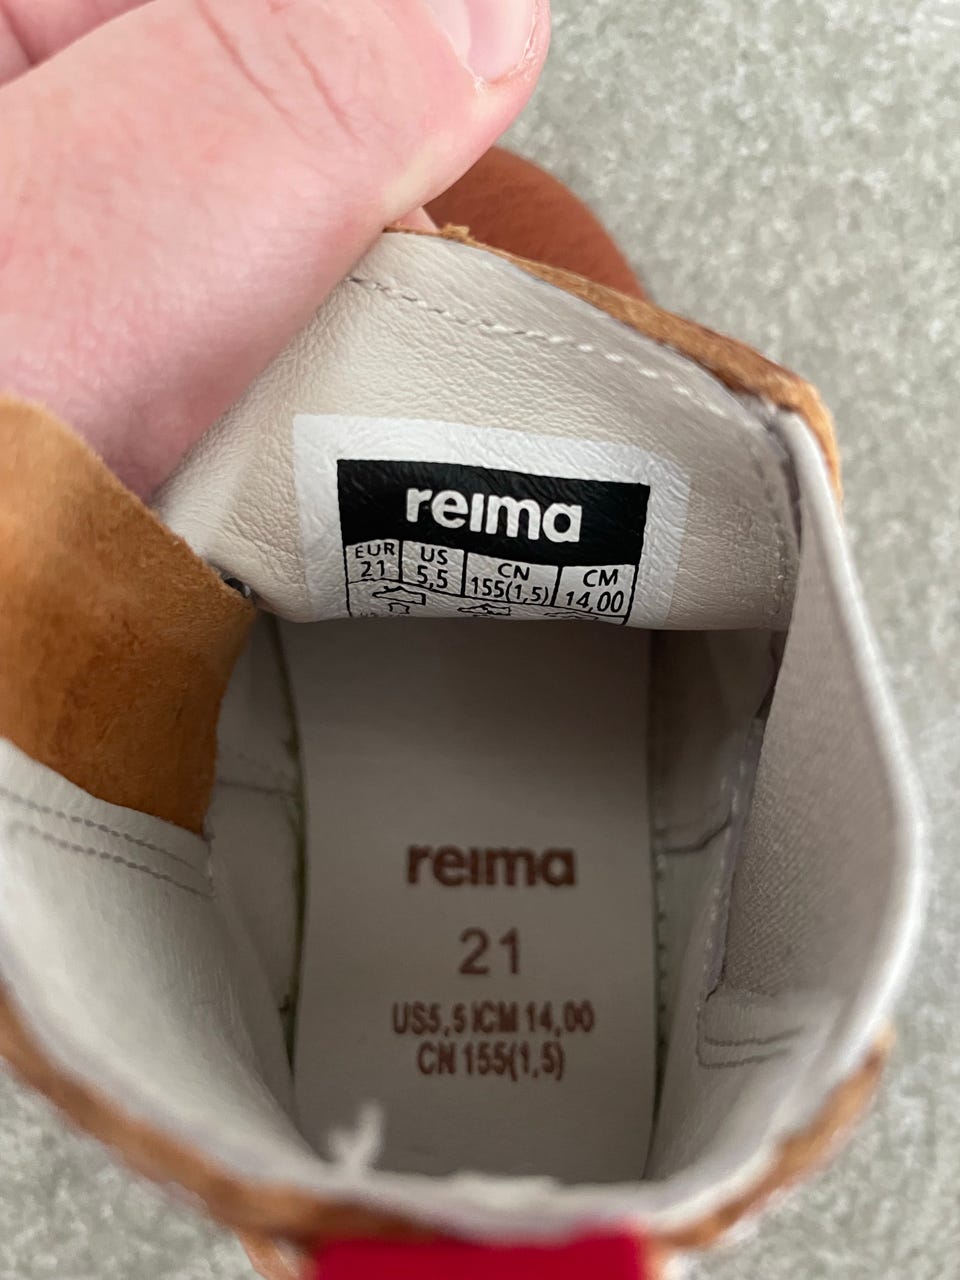 reima
EUR US CN CM
21 5,5 155(1,5) 14,00
reima
21
US5,5 ICM 14,00
CN 155(1,5)